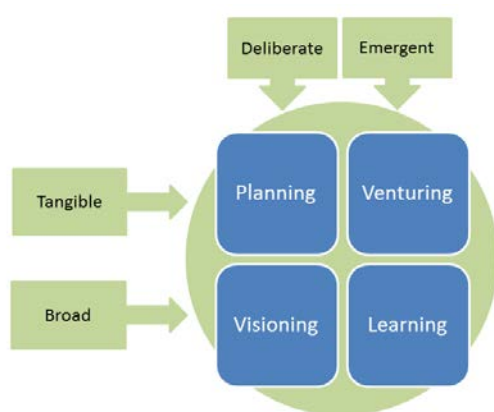 Deliberate
Emergent
Tangible
Planning
Venturing
Broad
Visioning
Learning